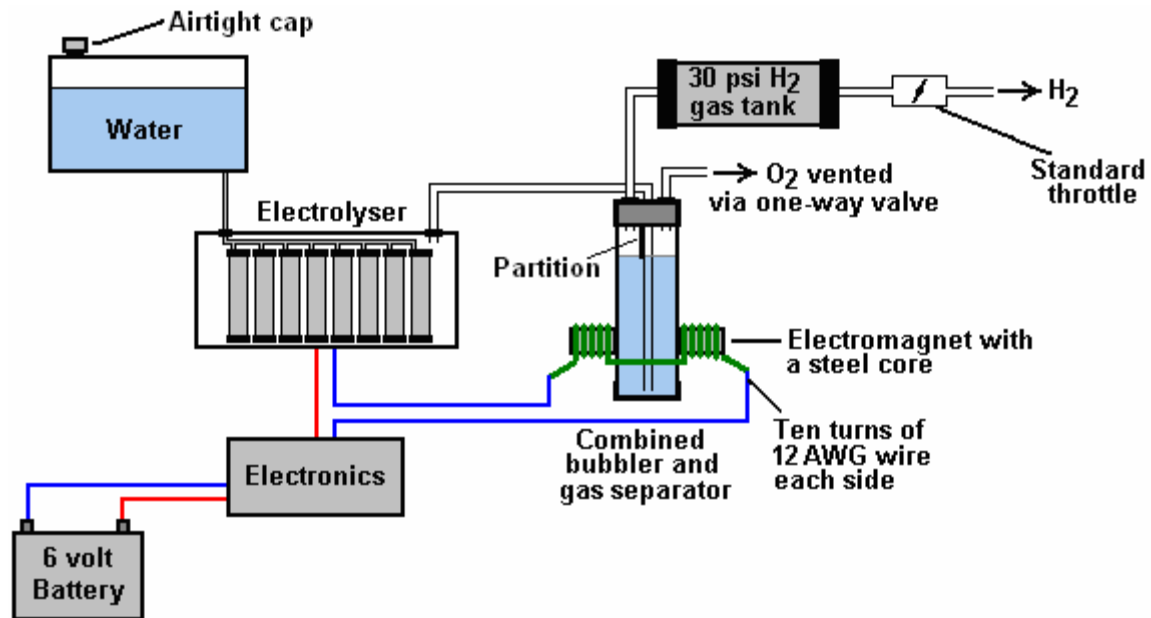 Airtight cap
Water
30 psi H2
gas tank
H2
Standard
throttle
O2 vented
via one-way valve
Electrolyser
Partition
Electromagnet with
a steel core
Ten turns of
12 AWG wire
each side
Combined
bubbler and
gas separator
Electronics
6 volt
Battery